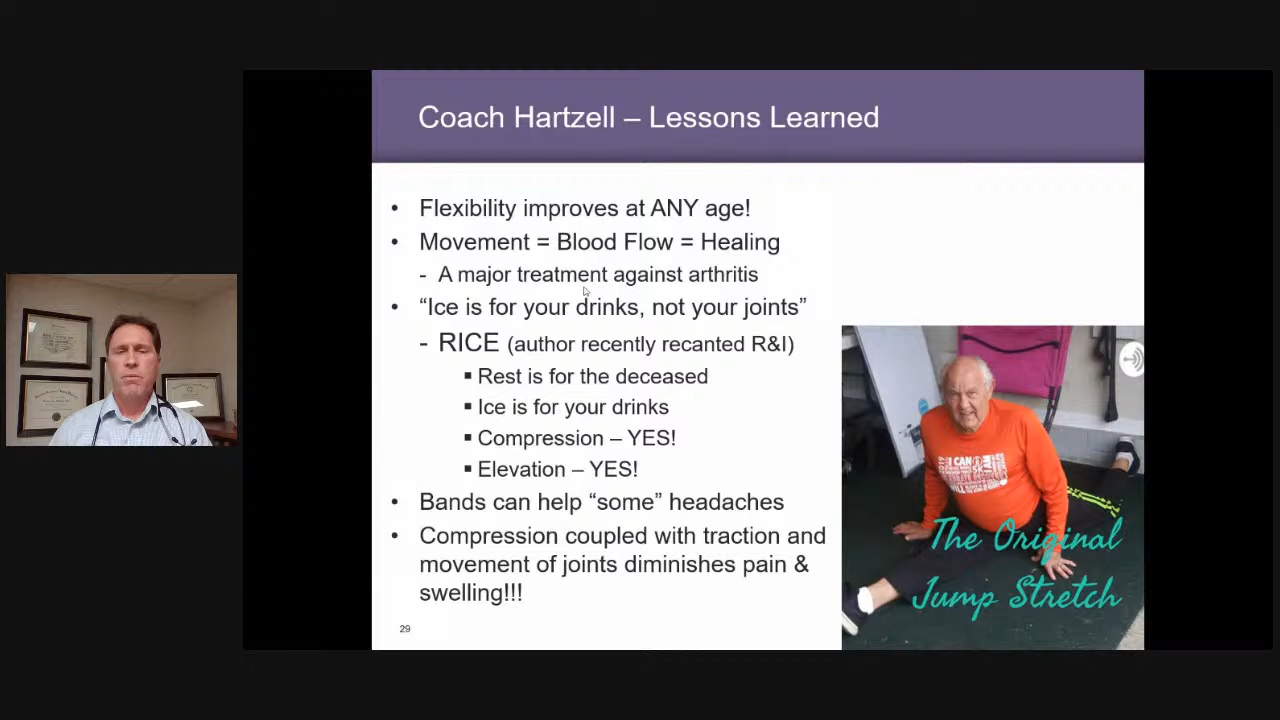 Coach Hartzell – Lessons Learned
• Flexibility improves at ANY age!
• Movement = Blood Flow = Healing
- A major treatment against arthritis
• “Ice is for your drinks, not your joints”
- RICE (author recently recanted R&I)
▪ Rest is for the deceased
▪ Ice is for your drinks
▪ Compression – YES!
▪ Elevation – YES!
• Bands can help “some” headaches
• Compression coupled with traction and
movement of joints diminishes pain &
swelling!!!
29
I CAN
The Original
Jump Stretch